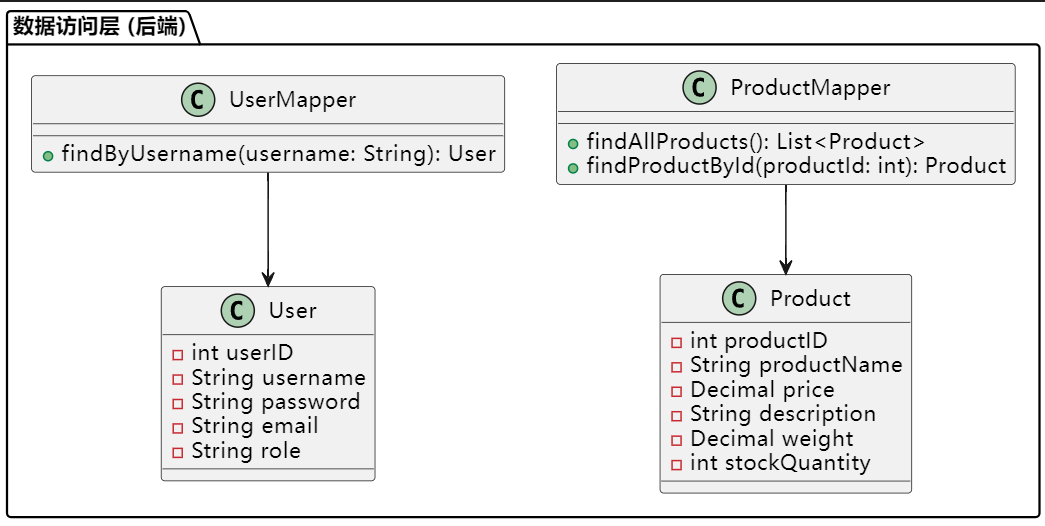 数据访问层 (后端)
C UserMapper
findByUsername(username: String): User
C ProductMapper
findAllProducts(): List<Product>
findProductById(productId: int): Product
C User
int userID
String username
String password
String email
String role
C Product
int productID
String productName
Decimal price
String description
Decimal weight
int stockQuantity